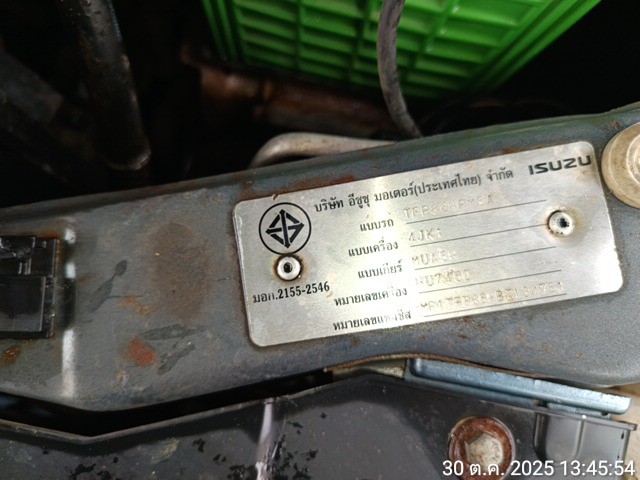 บริษัท อีซูซุ มอเตอร์(ประเทศไทย) จำกัด ISUZU
แบบรถ
แบบเครื่อง 4JK1
แบบเกียร์
หมายเลขเครื่อง
หมายเลขแชสซีส
มอก.2155-2546
30 ต.ค. 2025 13:45:54